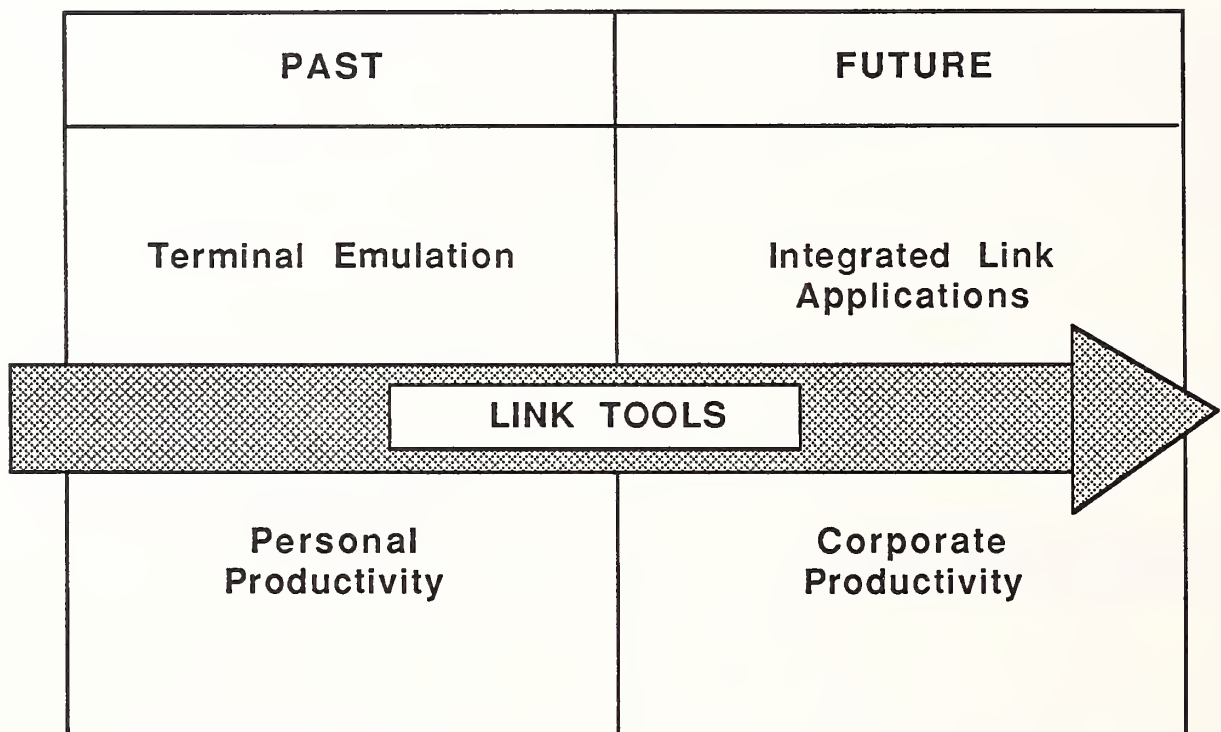 PAST
FUTURE
Terminal Emulation
Integrated Link
Applications
LINK TOOLS
Personal
Productivity
Corporate
Productivity